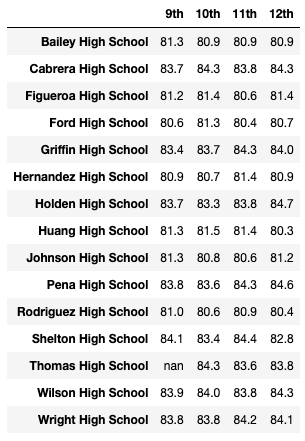 9th 10th 11th 12th
Bailey High School 81.3 80.9 80.9 80.9
Cabrera High School 83.7 84.3 83.8 84.3
Figueroa High School 81.2 81.4 80.6 81.4
Ford High School 80.6 81.3 80.4 80.7
Griffin High School 83.4 83.7 84.3 84.0
Hernandez High School 80.9 80.7 81.4 80.9
Holden High School 83.7 83.3 83.8 84.7
Huang High School 81.3 81.5 81.4 80.3
Johnson High School 81.3 80.8 80.6 81.2
Pena High School 83.8 83.6 84.3 84.6
Rodriguez High School 81.0 80.6 80.9 80.4
Shelton High School 84.1 83.4 84.4 82.8
Thomas High School nan 84.3 83.6 83.8
Wilson High School 83.9 84.0 83.8 84.3
Wright High School 83.8 83.8 84.2 84.1